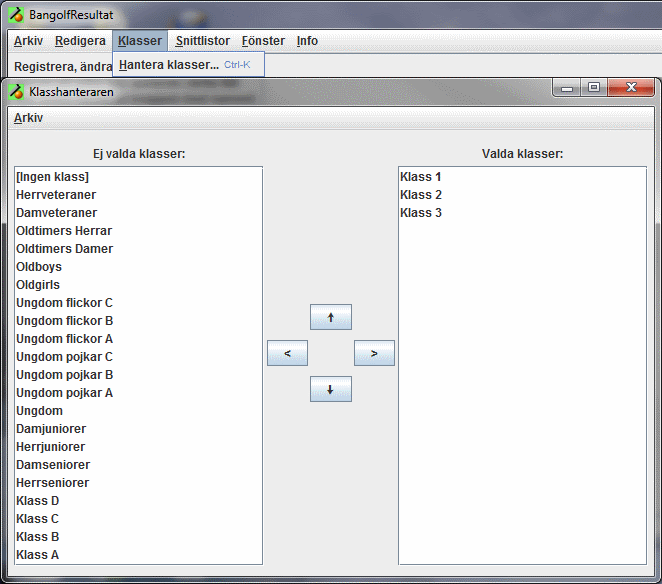 BangolfResultat
Arkiv Redigera Klasser Snittlistor Fönster Info
Registrera, ändra
Hantera klasser... Ctrl-K
Klasshanteraren
Arkiv
Ej valda klasser:
[Ingen klass]
Herrveteraner
Damveteraner
Oldtimers Herrar
Oldtimers Damer
Oldboys
Oldgirls
Ungdom flickor C
Ungdom flickor B
Ungdom flickor A
Ungdom pojkar C
Ungdom pojkar B
Ungdom pojkar A
Ungdom
Damjuniorer
Herrjuniorer
Damseniorer
Herrseniorer
Klass D
Klass C
Klass B
Klass A
<
>
Valda klasser:
Klass 1
Klass 2
Klass 3